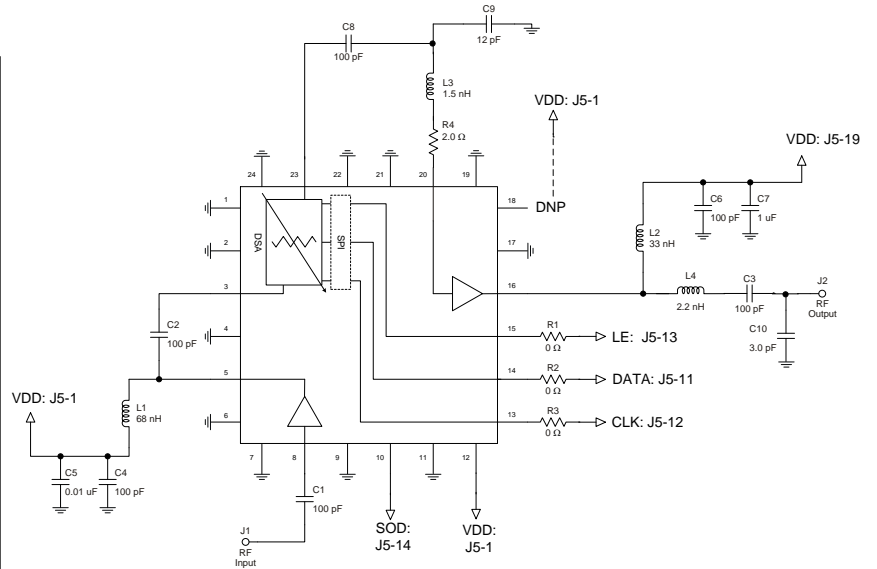 C9
12 pF
C8
100 pF
L3
1.5 nH
R4
2.0 Ω
VDD: J5-1
VDD: J5-19
24
23
22
21
20
19
1
2
3
4
5
6
DSA
SPI
18
DNP
17
16
15
14
13
C6
100 pF
C7
1 uF
L2
33 nH
L4
2.2 nH
C3
100 pF
J2
RF
Output
C10
3.0 pF
R1
0 Ω
LE: J5-13
R2
0 Ω
DATA: J5-11
R3
0 Ω
CLK: J5-12
C2
100 pF
VDD: J5-1
L1
68 nH
C5
0.01 uF
C4
100 pF
7
8
9
10
11
12
C1
100 pF
J1
RF
Input
SOD:
J5-14
VDD:
J5-1